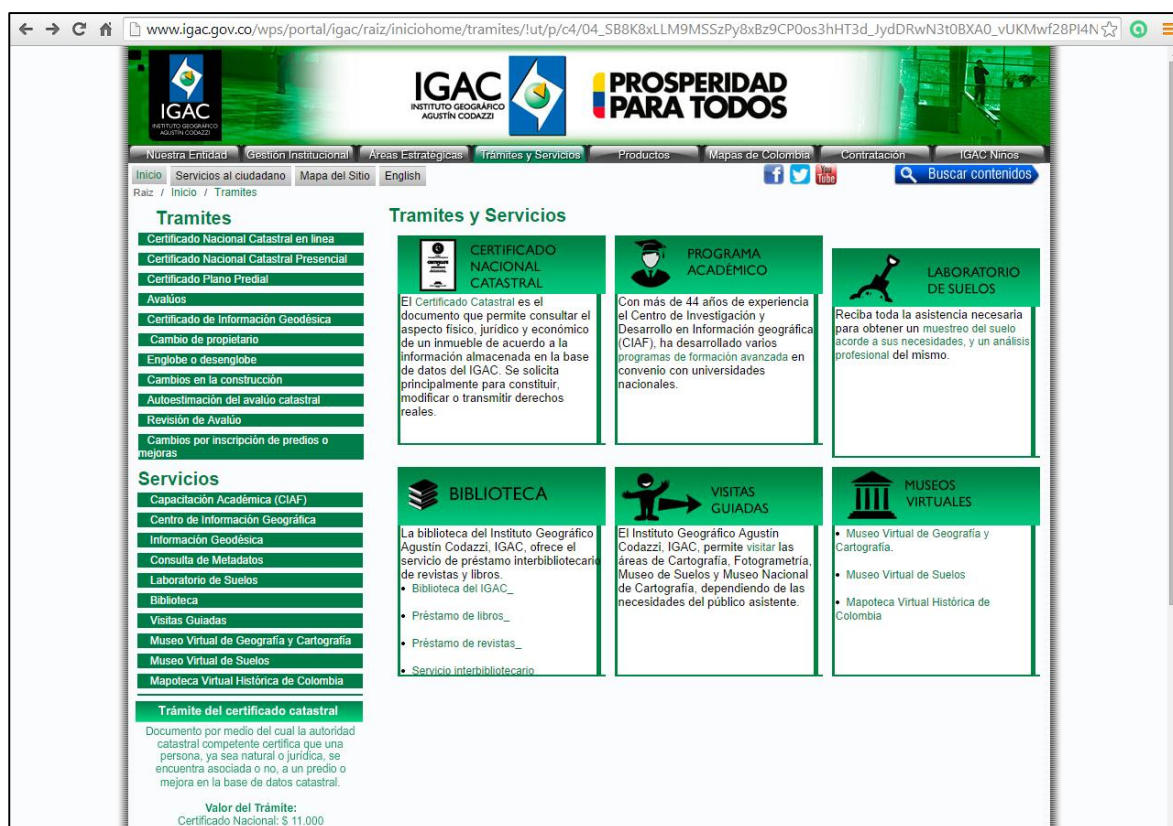 www.igac.gov.co/wps/portal/igac/raiz/iniciohome/tramites/!ut/p/c4/04_SB8K8xLLM9MSSzPy8xBz9CP0os3hHT3d_JydDRwN3t0BXA0_vUKMwf28PI4N
IGAC
INSTITUTO GEOGRÁFICO
AGUSTÍN CODAZZI
IGAC
INSTITUTO GEOGRÁFICO
AGUSTÍN CODAZZI
PROSPERIDAD
PARA TODOS
Nuestra Entidad Gestión Institucional Áreas Estratégicas Trámites y Servicios Productos Mapas de Colombia Contratación IGAC Niños
Inicio Servicios al ciudadano Mapa del Sitio English
You
Tube
Buscar contenidos
Raiz / Inicio / Tramites
Tramites
Certificado Nacional Catastral en linea
Certificado Nacional Catastral Presencial
Certificado Plano Predial
Avalúos
Certificado de Información Geodésica
Cambio de propietario
Englobe o desenglobe
Cambios en la construcción
Autoestimación del avalúo catastral
Revisión de Avalúo
Cambios por inscripción de predios o
mejoras
Servicios
Capacitación Académica (CIAF)
Centro de Información Geográfica
Información Geodésica
Consulta de Metadatos
Laboratorio de Suelos
Biblioteca
Visitas Guiadas
Museo Virtual de Geografía y Cartografía
Museo Virtual de Suelos
Mapoteca Virtual Histórica de Colombia
Trámite del certificado catastral
Documento por medio del cual la autoridad
catastral competente certifica que una
persona, ya sea natural o jurídica, se
encuentra asociada o no, a un predio o
mejora en la base de datos catastral.
Valor del Trámite:
Certificado Nacional: $ 11.000
Tramites y Servicios
CERTIFICADO
NACIONAL
CATASTRAL
El Certificado Catastral es el
documento que permite consultar el
aspecto físico, jurídico y económico
de un inmueble de acuerdo a la
información almacenada en la base
de datos del IGAC. Se solicita
principalmente para constituir,
modificar o transmitir derechos
reales.
PROGRAMA
ACADÉMICO
Con más de 44 años de experiencia
el Centro de Investigación y
Desarrollo en Información geográfica
(CIAF), ha desarrollado varios
programas de formación avanzada en
convenio con universidades
nacionales.
LABORATORIO
DE SUELOS
Reciba toda la asistencia necesaria
para obtener un muestreo del suelo
acorde a sus necesidades, y un análisis
profesional del mismo.
BIBLIOTECA
La biblioteca del Instituto Geográfico
Agustín Codazzi, IGAC, ofrece el
servicio de préstamo interbibliotecario
de revistas y libros.
• Biblioteca del IGAC_
• Préstamo de libros_
• Préstamo de revistas_
• Servicio interbibliotecario
VISITAS
GUIADAS
El Instituto Geográfico Agustín
Codazzi, IGAC, permite visitar las
áreas de Cartografía, Fotogrametría,
Museo de Suelos y Museo Nacional
de Cartografía, dependiendo de las
necesidades del público asistente.
MUSEOS
VIRTUALES
• Museo Virtual de Geografía y
Cartografía.
• Museo Virtual de Suelos
• Mapoteca Virtual Histórica de
Colombia